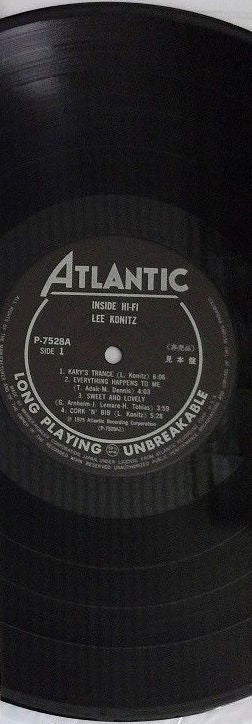 ATLANTIC
INSIDE HI-FI
LEE KONITZ
P-7528A
SIDE 1
(非売品)
見本盤
1. KARY'S TRANCE (L. Konitz) 6:06
2. EVERYTHING HAPPENS TO ME
(T. Adair-M. Dennis) 4:03
3. SWEET AND LOVELY
(G. Arnheim-J. Lemare-H. Tobias) 3:59
4. CORK 'N' BIB (L. Konitz) 5:28
℗ 1975 Atlantic Recording Corporation
(P-7528A1)
LONG PLAYING UNBREAKABLE